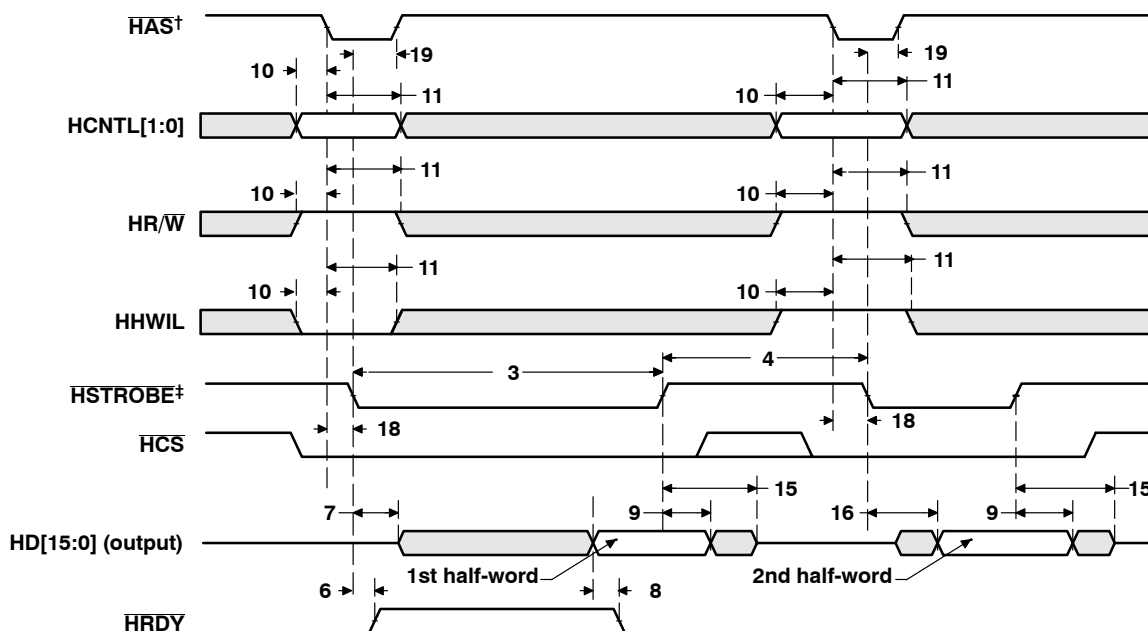 HAS†
19 19
10 11 10 11
HCNTL[1:0]
11 11
10 10
HR/W
11 11
10 10
HHWIL
4
3
HSTROBE‡
18 18
HCS
15 15
7 9 16 9
HD[15:0] (output)
1st half-word 2nd half-word
6 8
HRDY